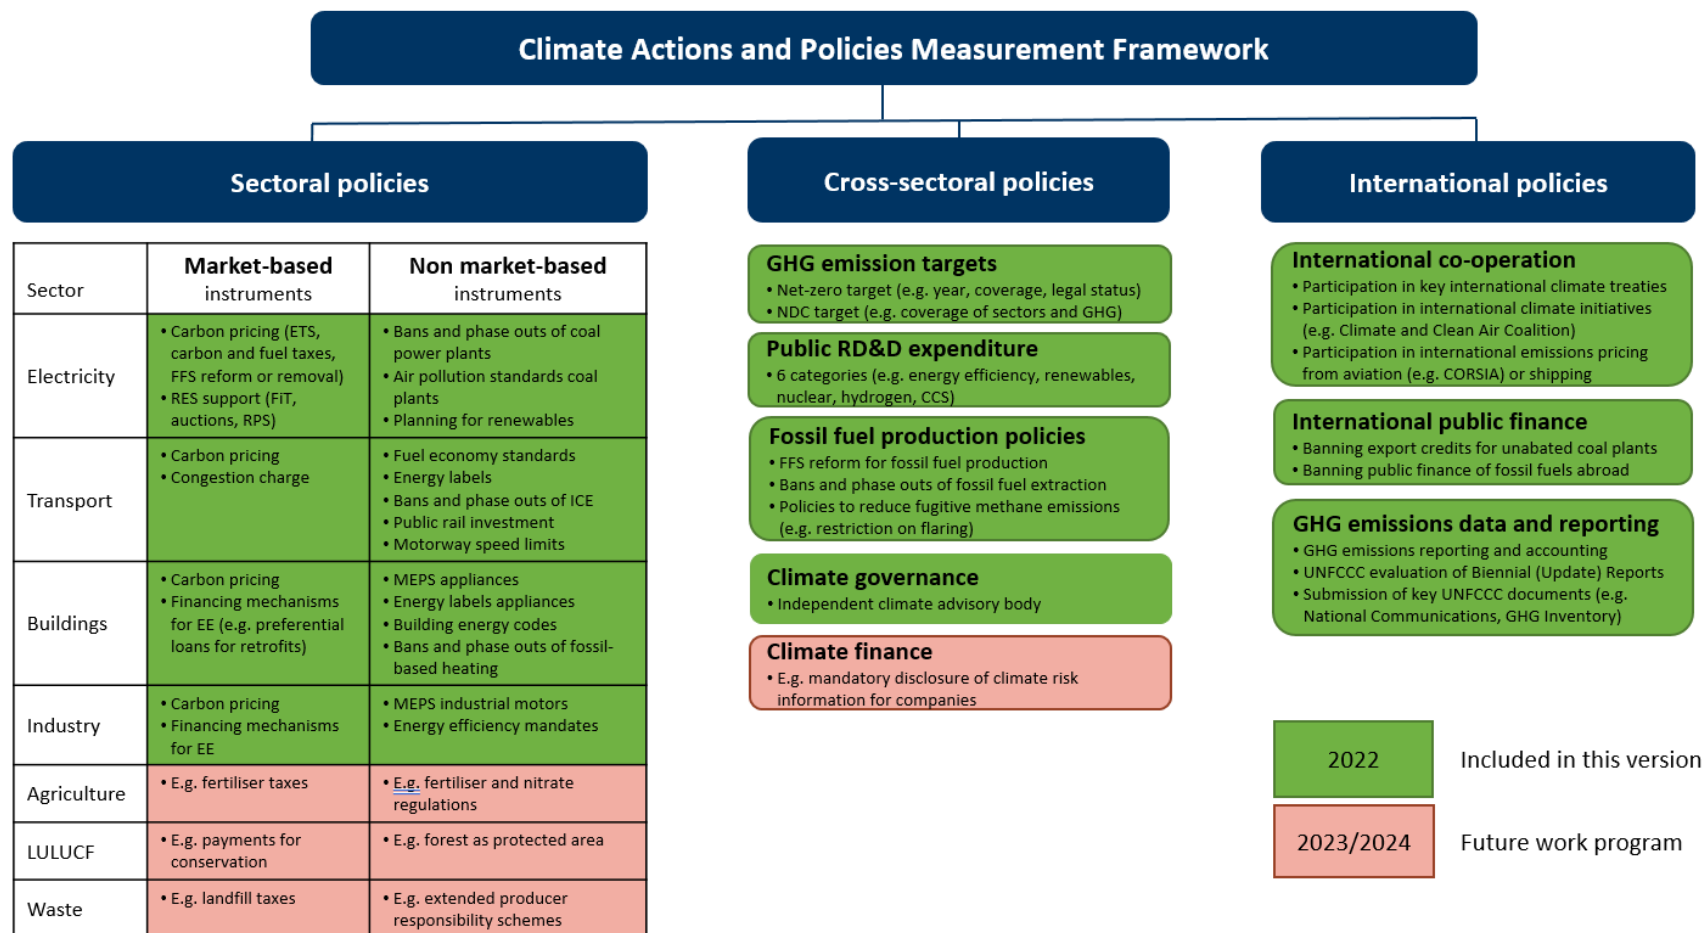 Climate Actions and Policies Measurement Framework
Sectoral policies
Sector
Market-based
instruments
Non market-based
instruments
Electricity
• Carbon pricing (ETS,
carbon and fuel taxes,
FFS reform or removal)
• RES support (FiT,
auctions, RPS)
• Bans and phase outs of coal
power plants
• Air pollution standards coal
plants
• Planning for renewables
Transport
• Carbon pricing
• Congestion charge
• Fuel economy standards
• Energy labels
• Bans and phase outs of ICE
• Public rail investment
• Motorway speed limits
Buildings
• Carbon pricing
• Financing mechanisms
for EE (e.g. preferential
loans for retrofits)
• MEPS appliances
• Energy labels appliances
• Building energy codes
• Bans and phase outs of fossil-
based heating
Industry
• Carbon pricing
• Financing mechanisms
for EE
• MEPS industrial motors
• Energy efficiency mandates
Agriculture
• E.g. fertiliser taxes
• E.g. fertiliser and nitrate
regulations
LULUCF
• E.g. payments for
conservation
• E.g. forest as protected area
Waste
• E.g. landfill taxes
• E.g. extended producer
responsibility schemes
Cross-sectoral policies
GHG emission targets
• Net-zero target (e.g. year, coverage, legal status)
• NDC target (e.g. coverage of sectors and GHG)
Public RD&D expenditure
• 6 categories (e.g. energy efficiency, renewables,
nuclear, hydrogen, CCS)
Fossil fuel production policies
• FFS reform for fossil fuel production
• Bans and phase outs of fossil fuel extraction
• Policies to reduce fugitive methane emissions
(e.g. restriction on flaring)
Climate governance
• Independent climate advisory body
Climate finance
• E.g. mandatory disclosure of climate risk
information for companies
International policies
International co-operation
• Participation in key international climate treaties
• Participation in international climate initiatives
(e.g. Climate and Clean Air Coalition)
• Participation in international emissions pricing
from aviation (e.g. CORSIA) or shipping
International public finance
• Banning export credits for unabated coal plants
• Banning public finance of fossil fuels abroad
GHG emissions data and reporting
• GHG emissions reporting and accounting
• UNFCCC evaluation of Biennial (Update) Reports
• Submission of key UNFCCC documents (e.g.
National Communications, GHG Inventory)
2022
Included in this version
2023/2024
Future work program